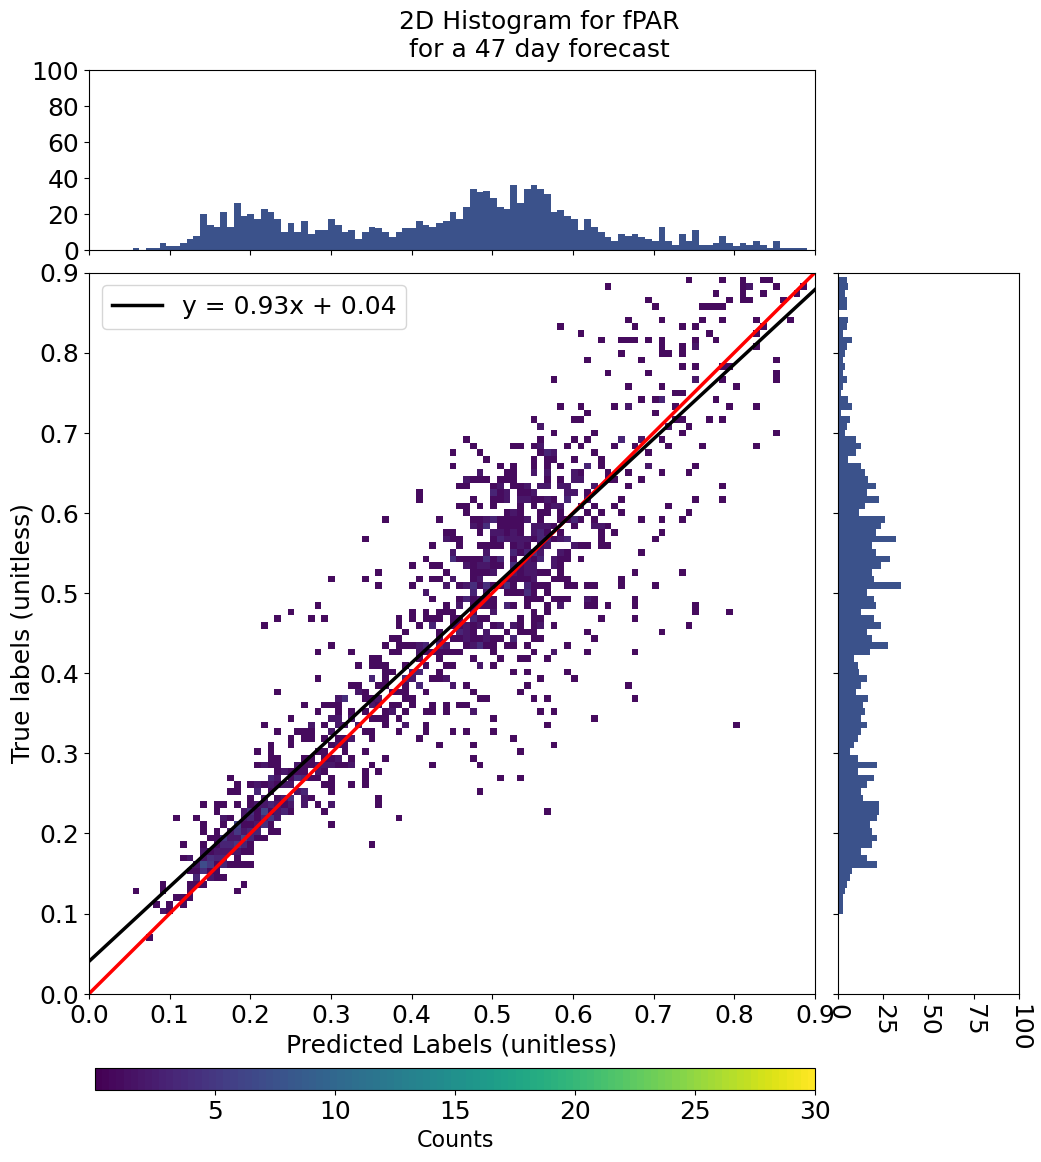 2D Histogram for fPAR
for a 47 day forecast
100
80
60
40
20
0
y = 0.93x + 0.04
0.9
0.8
0.7
0.6
0.5
0.4
0.3
0.2
0.1
0.0
True labels (unitless)
0.0 0.1 0.2 0.3 0.4 0.5 0.6 0.7 0.8 0.9
Predicted Labels (unitless)
0 25 50 75 100
5 10 15 20 25 30
Counts